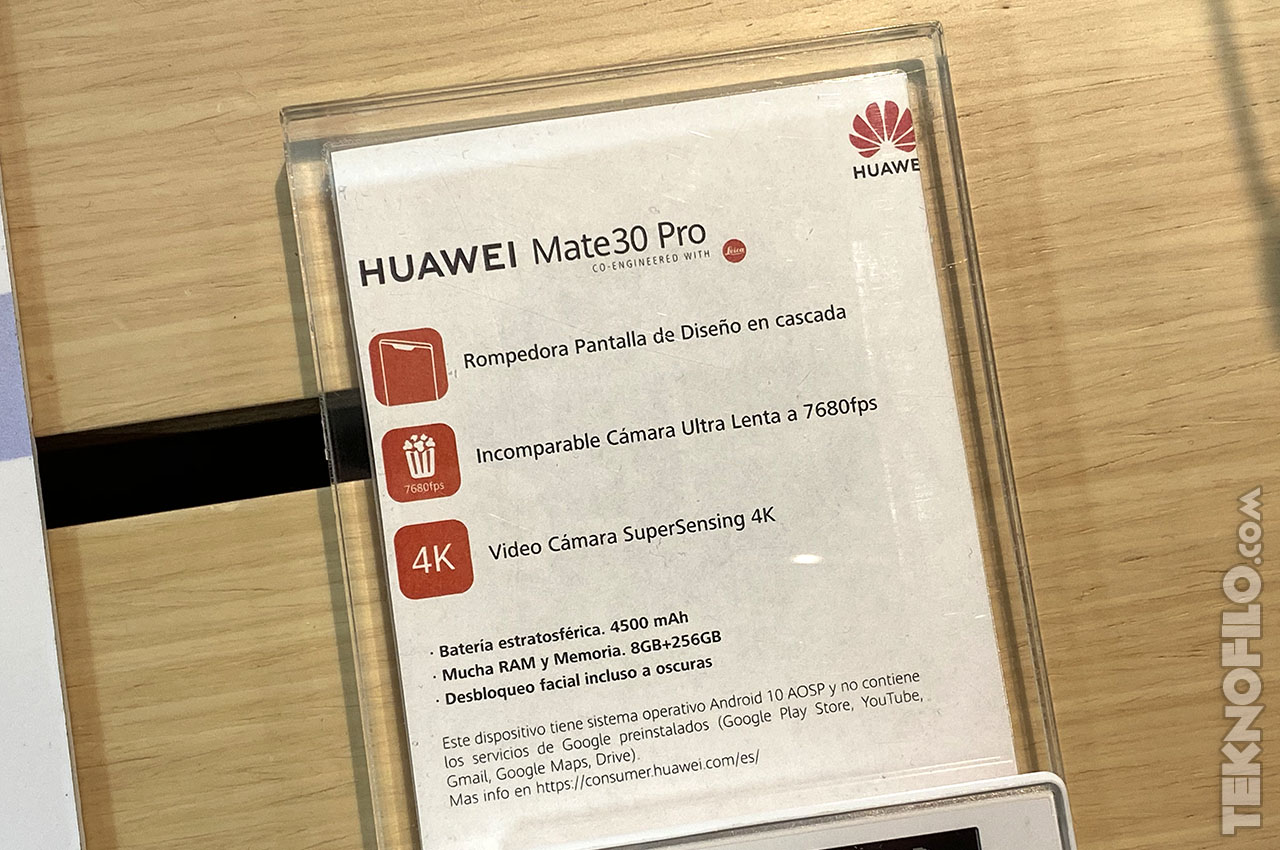 HUAWEI
HUAWEI Mate30 Pro
CO-ENGINEERED WITH Leica
Rompedora Pantalla de Diseño en cascada
Incomparable Cámara Ultra Lenta a 7680fps
7680fps
4K
Video Cámara SuperSensing 4K
· Batería estratosférica. 4500 mAh
· Mucha RAM y Memoria. 8GB+256GB
· Desbloqueo facial incluso a oscuras
Este dispositivo tiene sistema operativo Android 10 AOSP y no contiene
los servicios de Google preinstalados (Google Play Store, YouTube,
Gmail, Google Maps, Drive).
Mas info en https://consumer.huawei.com/es/
TEKNOFILO.COM